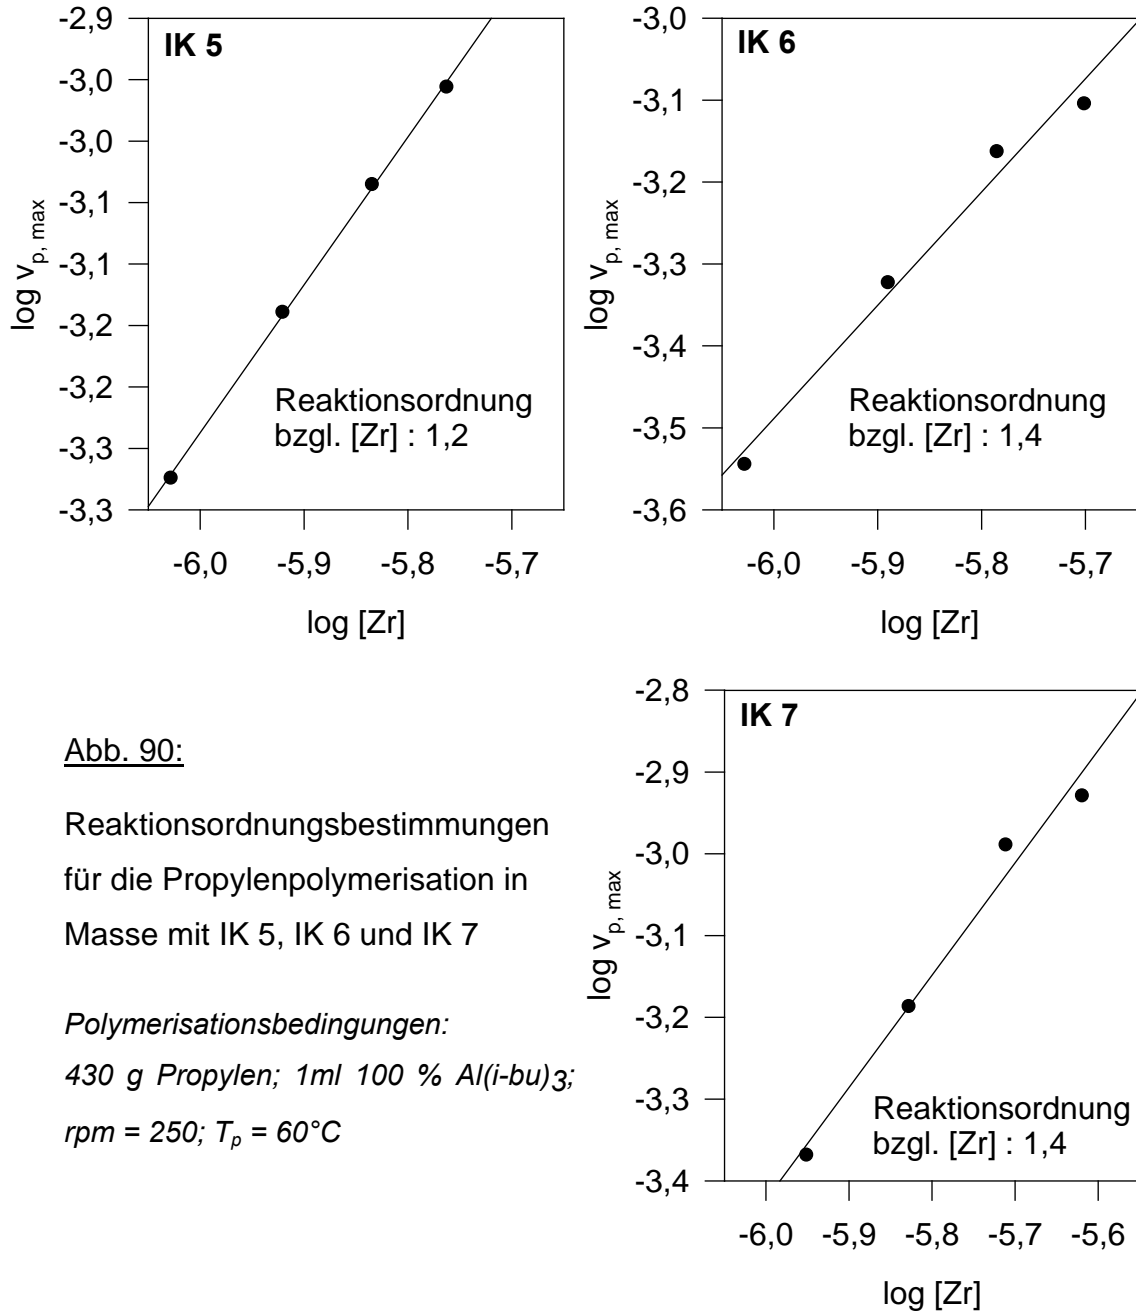 IK 5
-2,9
-3,0
-3,0
-3,1
-3,1
-3,2
-3,2
-3,3
-3,3
log vp, max
Reaktionsordnung
bzgl. [Zr] : 1,2
-6,0 -5,9 -5,8 -5,7
log [Zr]
IK 6
-3,0
-3,1
-3,2
-3,3
-3,4
-3,5
-3,6
log vp, max
Reaktionsordnung
bzgl. [Zr] : 1,4
-6,0 -5,9 -5,8 -5,7
log [Zr]
Abb. 90:
Reaktionsordnungsbestimmungen
für die Propylenpolymerisation in
Masse mit IK 5, IK 6 und IK 7
Polymerisationsbedingungen:
430 g Propylen; 1ml 100 % Al(i-bu)3;
rpm = 250; Tp = 60°C
IK 7
-2,8
-2,9
-3,0
-3,1
-3,2
-3,3
-3,4
log vp, max
Reaktionsordnung
bzgl. [Zr] : 1,4
-6,0 -5,9 -5,8 -5,7 -5,6
log [Zr]